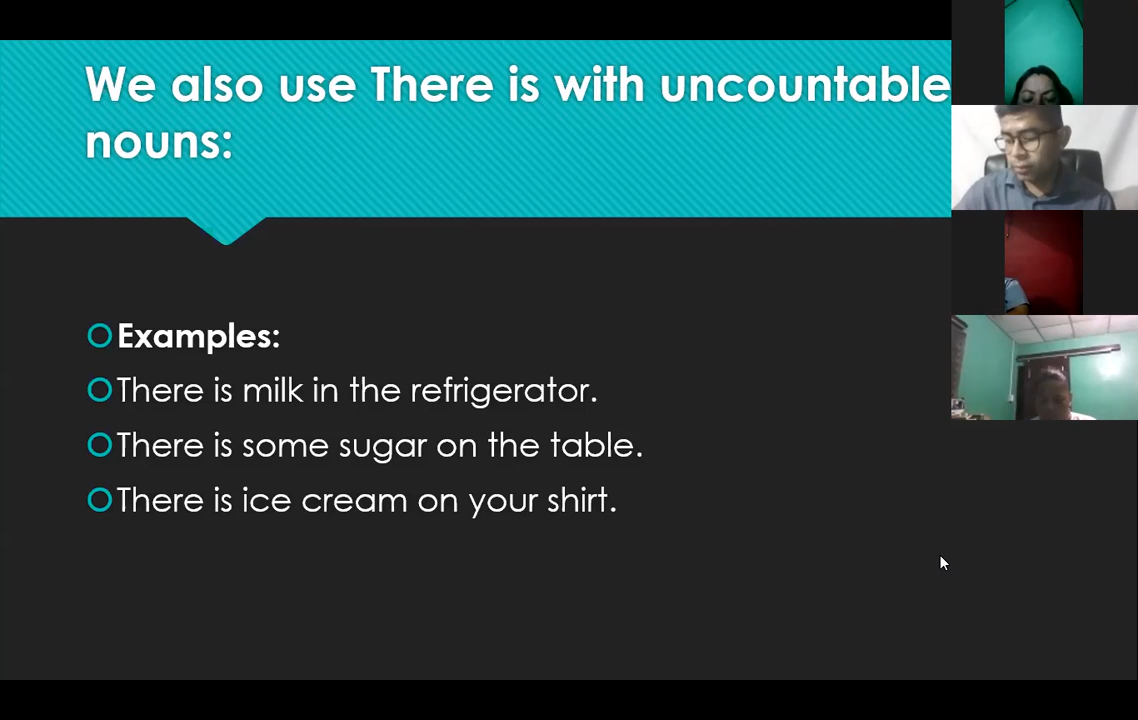 We also use There is with uncountable
nouns:
Examples:
There is milk in the refrigerator.
There is some sugar on the table.
There is ice cream on your shirt.